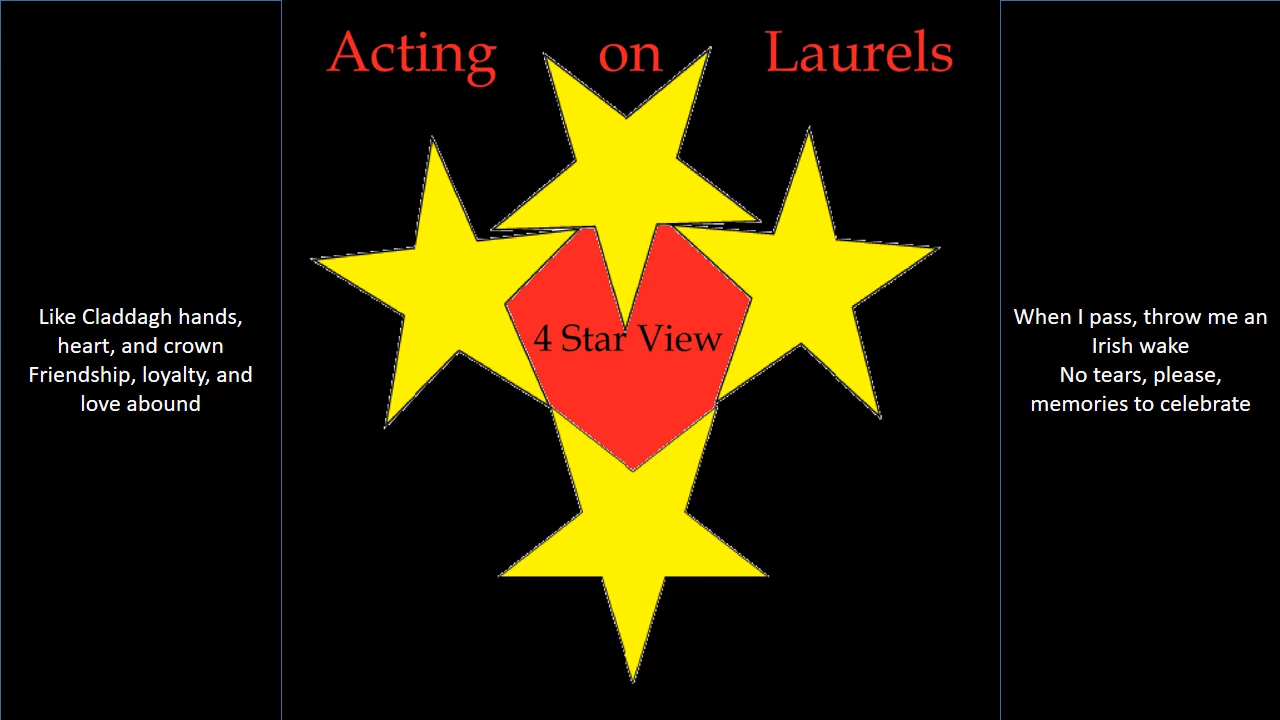 Acting on Laurels
Like Claddagh hands,
heart, and crown
Friendship, loyalty, and
love abound
4 Star View
When I pass, throw me an
Irish wake
No tears, please,
memories to celebrate